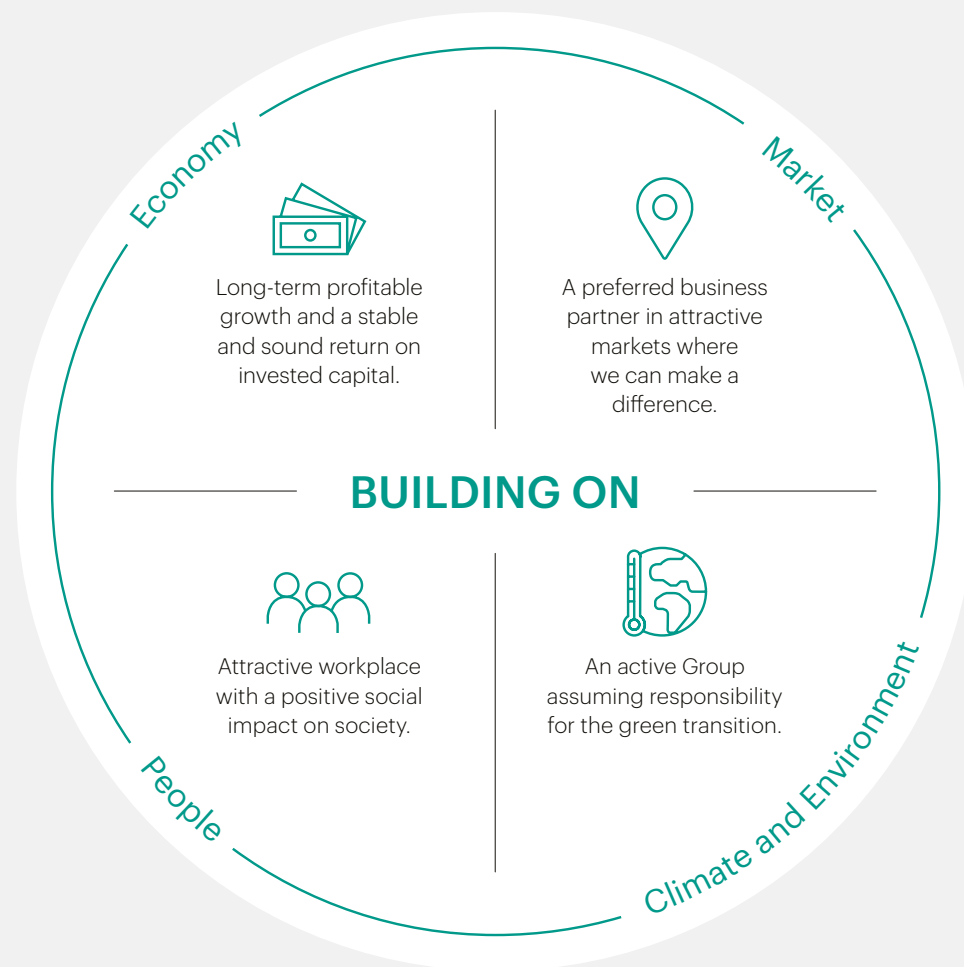 Economy
Long-term profitable
growth and a stable
and sound return on
invested capital.
Market
A preferred business
partner in attractive
markets where
we can make a
difference.
BUILDING ON
People
Attractive workplace
with a positive social
impact on society.
Climate and Environment
An active Group
assuming responsibility
for the green transition.